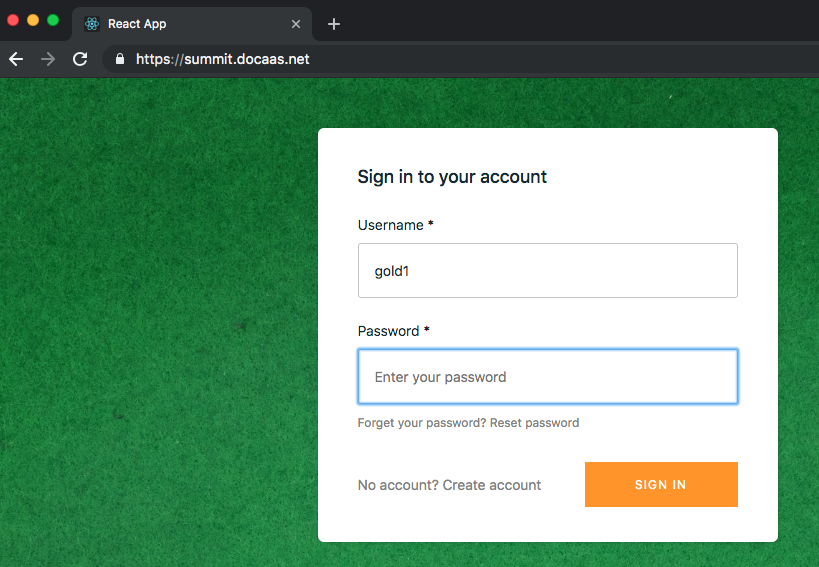 React App
https://summit.docaas.net
Sign in to your account
Username *
gold1
Password *
Enter your password
Forget your password? Reset password
No account? Create account
SIGN IN